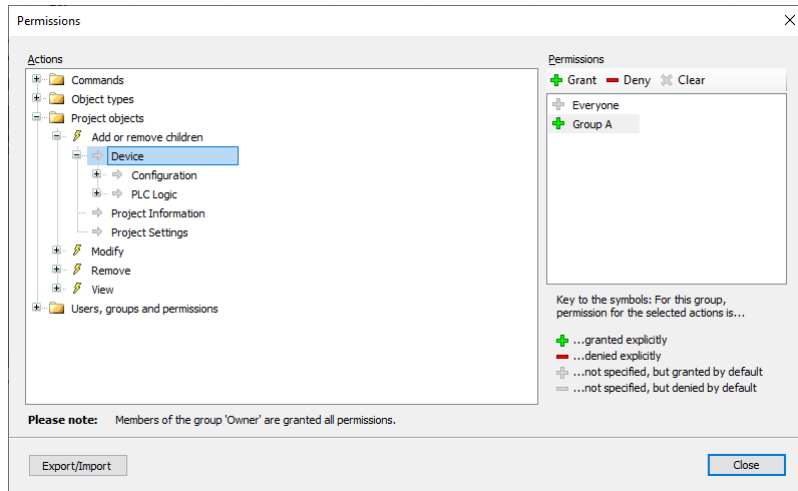 Permissions
Actions
Commands
Object types
Project objects
Add or remove children
Device
Configuration
PLC Logic
Project Information
Project Settings
Modify
Remove
View
Users, groups and permissions
Permissions
Grant Deny Clear
Everyone
Group A
Key to the symbols: For this group,
permission for the selected actions is...
...granted explicitly
...denied explicitly
...not specified, but granted by default
...not specified, but denied by default
Please note: Members of the group 'Owner' are granted all permissions.
Export/Import
Close